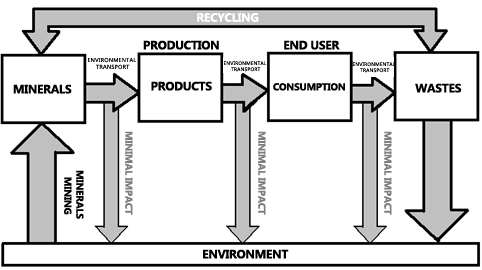 RECYCLING
PRODUCTION
END USER
ENVIRONMENTAL
TRANSPORT
ENVIRONMENTAL
TRANSPORT
ENVIRONMENTAL
TRANSPORT
MINERALS
PRODUCTS
CONSUMPTION
WASTES
MINERALS
MINING
MINIMAL IMPACT
MINIMAL IMPACT
MINIMAL IMPACT
ENVIRONMENT